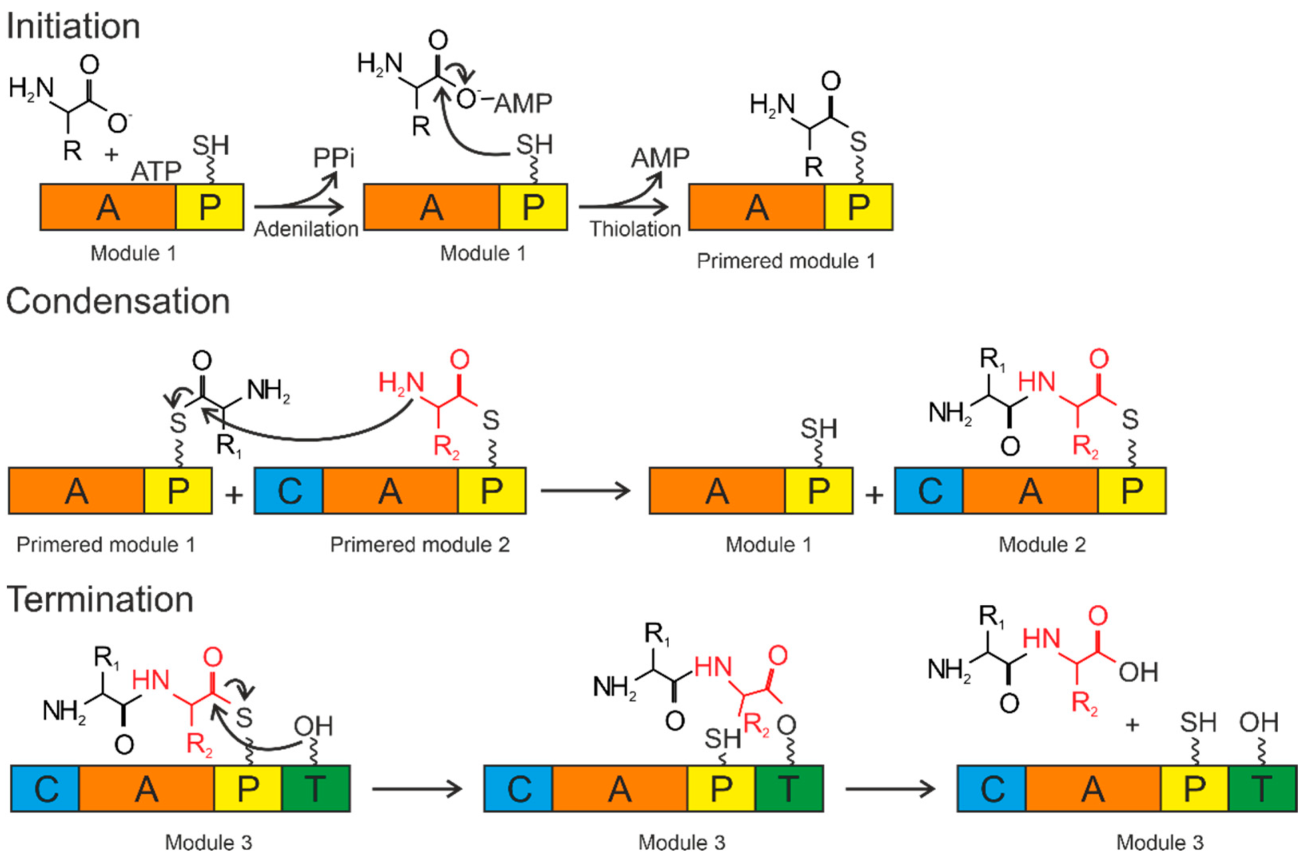 Initiation
H2N O O- R + ATP SH
A P
Module 1
PPi
Adenilation
H2N O O- AMP R SH
A P
Module 1
AMP
Thiolation
H2N O S R
A P
Primered module 1
Condensation
O NH2 S R1
A P
Primered module 1
+
H2N O S R2
C A P
Primered module 2
SH
A P
Module 1
+
R1 HN O NH2 O R2 S
C A P
Module 2
Termination
R1 HN O NH2 O R2 S OH
C A P T
Module 3
R1 HN O NH2 O R2 SH O
C A P T
Module 3
R1 HN O NH2 O R2 OH
+
SH OH
C A P T
Module 3